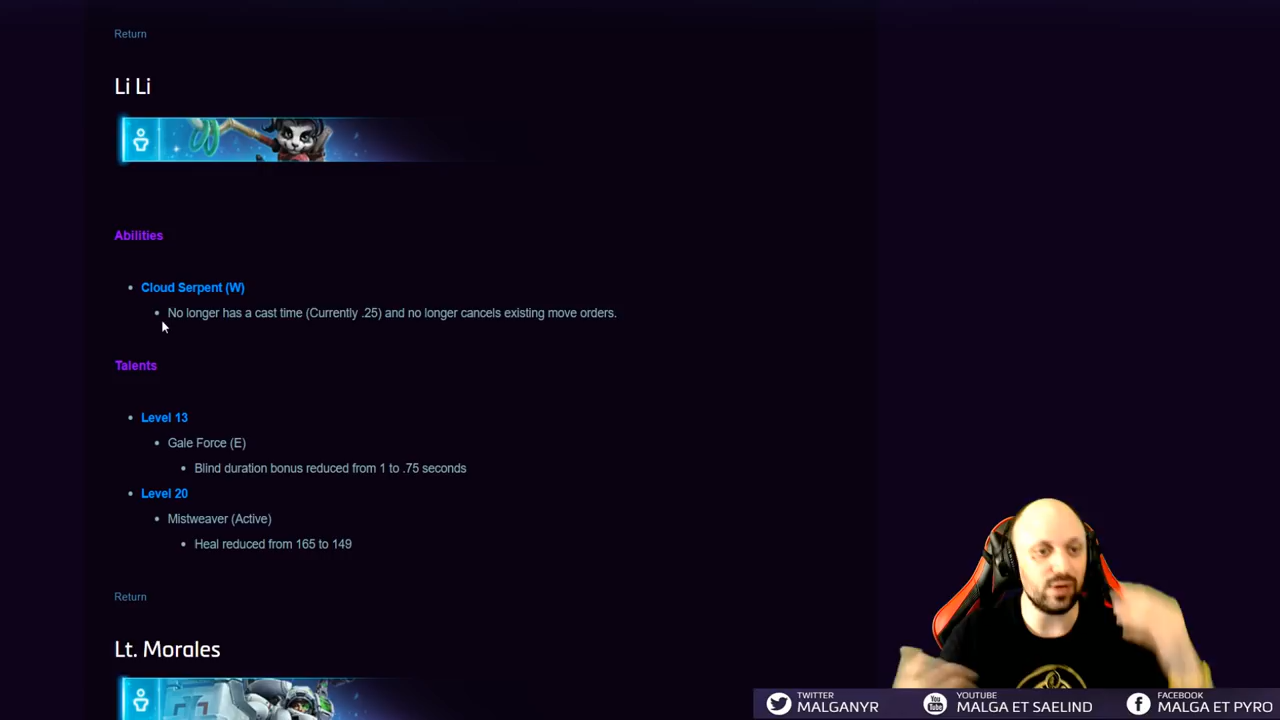 Return
Li Li
Abilities
Cloud Serpent (W)
No longer has a cast time (Currently .25) and no longer cancels existing move orders.
Talents
Level 13
Gale Force (E)
Blind duration bonus reduced from 1 to .75 seconds
Level 20
Mistweaver (Active)
Heal reduced from 165 to 149
Return
Lt. Morales
TWITTER
MALGANYR
YOUTUBE
MALGA ET SAELIND
FACEBOOK
MALGA ET PYRO